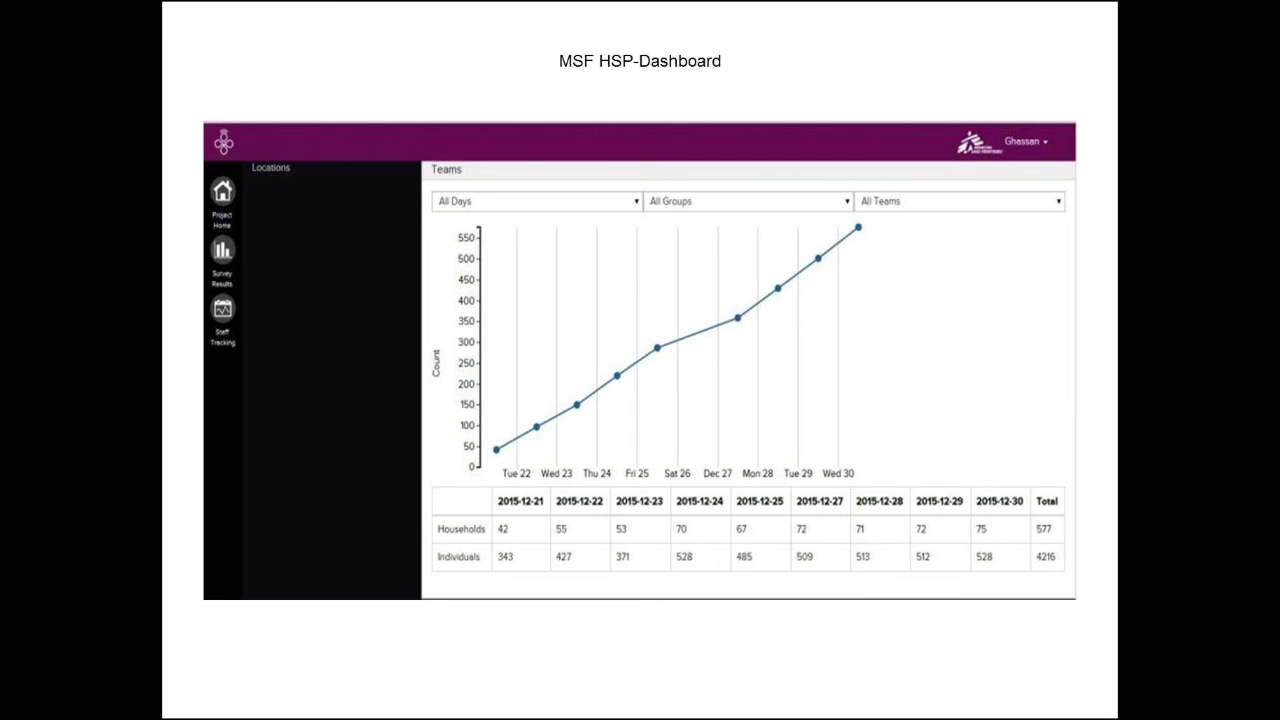 MSF HSP-Dashboard
Ghassan
Locations
Teams
Project
Home
Survey
Results
Staff
Tracking
All Days
All Groups
All Teams
Count
550
500
450
400
350
300
250
200
150
100
50
0
Tue 22 Wed 23 Thu 24 Fri 25 Sat 26 Dec 27 Mon 28 Tue 29 Wed 30
2015-12-21 2015-12-22 2015-12-23 2015-12-24 2015-12-25 2015-12-27 2015-12-28 2015-12-29 2015-12-30 Total
Households 42 55 53 70 67 72 71 72 75 577
Individuals 343 427 371 528 485 509 513 512 528 4216